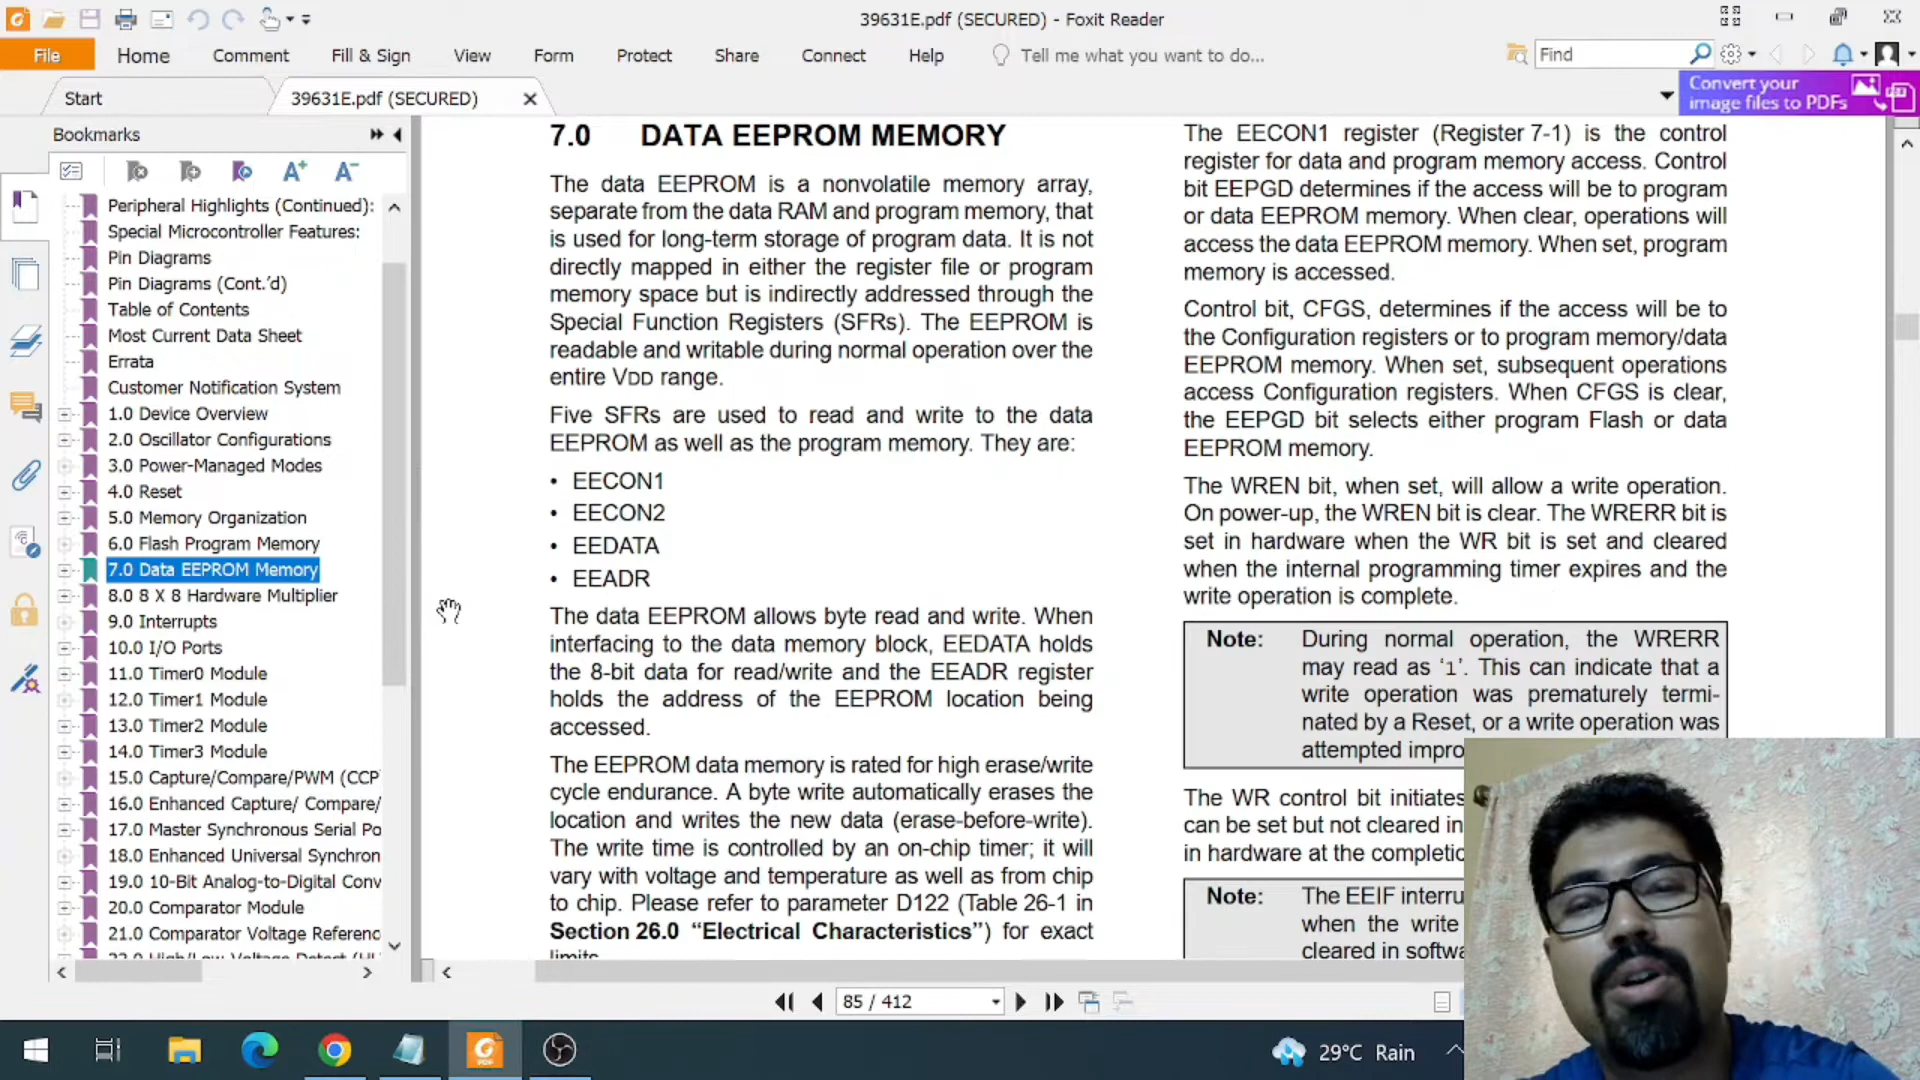 39631E.pdf (SECURED) - Foxit Reader
File
Home
Comment
Fill & Sign
View
Form
Protect
Share
Connect
Help
Tell me what you want to do...
Find
Start
39631E.pdf (SECURED)
Convert your
image files to PDFs
Bookmarks
Peripheral Highlights (Continued):
Special Microcontroller Features:
Pin Diagrams
Pin Diagrams (Cont.'d)
Table of Contents
Most Current Data Sheet
Errata
Customer Notification System
1.0 Device Overview
2.0 Oscillator Configurations
3.0 Power-Managed Modes
4.0 Reset
5.0 Memory Organization
6.0 Flash Program Memory
7.0 Data EEPROM Memory
8.0 8 X 8 Hardware Multiplier
9.0 Interrupts
10.0 I/O Ports
11.0 Timer0 Module
12.0 Timer1 Module
13.0 Timer2 Module
14.0 Timer3 Module
15.0 Capture/Compare/PWM (CCP
16.0 Enhanced Capture/ Compare/
17.0 Master Synchronous Serial Po
18.0 Enhanced Universal Synchron
19.0 10-Bit Analog-to-Digital Conv
20.0 Comparator Module
21.0 Comparator Voltage Referenc
7.0 DATA EEPROM MEMORY
The data EEPROM is a nonvolatile memory array,
separate from the data RAM and program memory, that
is used for long-term storage of program data. It is not
directly mapped in either the register file or program
memory space but is indirectly addressed through the
Special Function Registers (SFRs). The EEPROM is
readable and writable during normal operation over the
entire VDD range.
Five SFRs are used to read and write to the data
EEPROM as well as the program memory. They are:
• EECON1
• EECON2
• EEDATA
• EEADR
The data EEPROM allows byte read and write. When
interfacing to the data memory block, EEDATA holds
the 8-bit data for read/write and the EEADR register
holds the address of the EEPROM location being
accessed.
The EEPROM data memory is rated for high erase/write
cycle endurance. A byte write automatically erases the
location and writes the new data (erase-before-write).
The write time is controlled by an on-chip timer; it will
vary with voltage and temperature as well as from chip
to chip. Please refer to parameter D122 (Table 26-1 in
Section 26.0 “Electrical Characteristics”) for exact
limits
The EECON1 register (Register 7-1) is the control
register for data and program memory access. Control
bit EEPGD determines if the access will be to program
or data EEPROM memory. When clear, operations will
access the data EEPROM memory. When set, program
memory is accessed.
Control bit, CFGS, determines if the access will be to
the Configuration registers or to program memory/data
EEPROM memory. When set, subsequent operations
access Configuration registers. When CFGS is clear,
the EEPGD bit selects either program Flash or data
EEPROM memory.
The WREN bit, when set, will allow a write operation.
On power-up, the WREN bit is clear. The WRERR bit is
set in hardware when the WR bit is set and cleared
when the internal programming timer expires and the
write operation is complete.
Note: During normal operation, the WRERR
may read as ‘1’. This can indicate that a
write operation was prematurely termi-
nated by a Reset, or a write operation was
attempted impro
The WR control bit initiates
can be set but not cleared in
in hardware at the completic
Note: The EEIF interru
when the write
cleared in softwa
85 / 412
29°C Rain